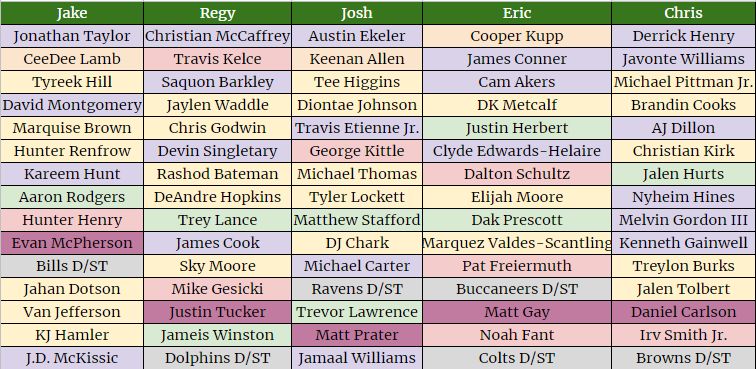 Jake Regy Josh Eric Chris
Jonathan Taylor Christian McCaffrey Austin Ekeler Cooper Kupp Derrick Henry
CeeDee Lamb Travis Kelce Keenan Allen James Conner Javonte Williams
Tyreek Hill Saquon Barkley Tee Higgins Cam Akers Michael Pittman Jr.
David Montgomery Jaylen Waddle Diontae Johnson DK Metcalf Brandin Cooks
Marquise Brown Chris Godwin Travis Etienne Jr. Justin Herbert AJ Dillon
Hunter Renfrow Devin Singletary George Kittle Clyde Edwards-Helaire Christian Kirk
Kareem Hunt Rashod Bateman Michael Thomas Dalton Schultz Jalen Hurts
Aaron Rodgers DeAndre Hopkins Tyler Lockett Elijah Moore Nyheim Hines
Hunter Henry Trey Lance Matthew Stafford Dak Prescott Melvin Gordon III
Evan McPherson James Cook DJ Chark Marquez Valdes-Scantling Kenneth Gainwell
Bills D/ST Sky Moore Michael Carter Pat Freiermuth Treylon Burks
Jahan Dotson Mike Gesicki Ravens D/ST Buccaneers D/ST Jalen Tolbert
Van Jefferson Justin Tucker Trevor Lawrence Matt Gay Daniel Carlson
KJ Hamler Jameis Winston Matt Prater Noah Fant Irv Smith Jr.
J.D. McKissic Dolphins D/ST Jamaal Williams Colts D/ST Browns D/ST